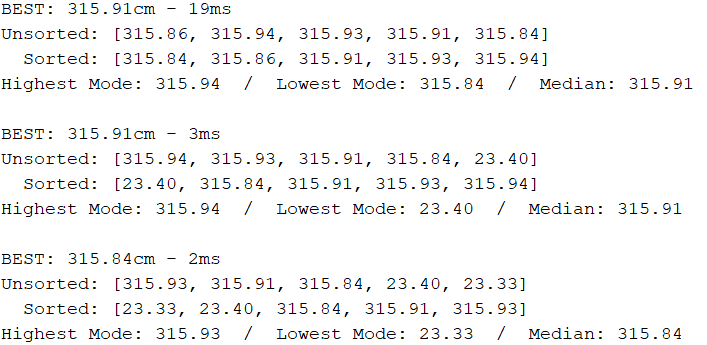 BEST: 315.91cm - 19ms
Unsorted: [315.86, 315.94, 315.93, 315.91, 315.84]
Sorted: [315.84, 315.86, 315.91, 315.93, 315.94]
Highest Mode: 315.94 / Lowest Mode: 315.84 / Median: 315.91
BEST: 315.91cm - 3ms
Unsorted: [315.94, 315.93, 315.91, 315.84, 23.40]
Sorted: [23.40, 315.84, 315.91, 315.93, 315.94]
Highest Mode: 315.94 / Lowest Mode: 23.40 / Median: 315.91
BEST: 315.84cm - 2ms
Unsorted: [315.93, 315.91, 315.84, 23.40, 23.33]
Sorted: [23.33, 23.40, 315.84, 315.91, 315.93]
Highest Mode: 315.93 / Lowest Mode: 23.33 / Median: 315.84